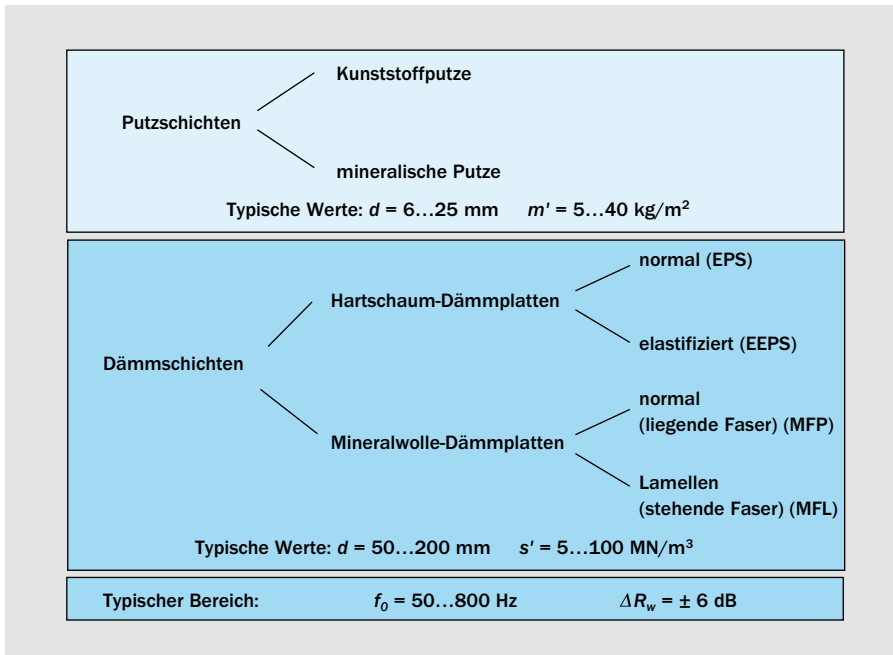 Kunststoffputze
Putzschichten
mineralische Putze
Typische Werte: d = 6...25 mm m' = 5...40 kg/m²
normal (EPS)
Hartschaum-Dämmplatten
elastifiziert (EEPS)
Dämmschichten
normal
(liegende Faser) (MFP)
Mineralwolle-Dämmplatten
Lamellen
(stehende Faser) (MFL)
Typische Werte: d = 50...200 mm s' = 5...100 MN/m³
Typischer Bereich: f₀ = 50...800 Hz ΔR_w = ± 6 dB